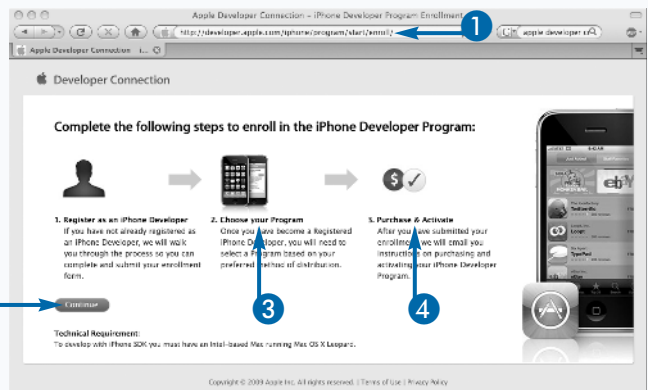 Apple Developer Connection – iPhone Developer Program Enrollment
http://developer.apple.com/iphone/program/start/enroll/
1
apple developer
Apple Developer Connection
Developer Connection
Complete the following steps to enroll in the iPhone Developer Program:
1. Register as an iPhone Developer
If you have not already registered as
an iPhone Developer, we will walk
you through the process so you can
complete and submit your enrollment
form.
Continue
2. Choose your Program
Once you have become a Registered
iPhone Developer, you will need to
select a Program based on your
preferred method of distribution.
3
3. Purchase & Activate
After you have submitted your
enrollment we will email you
instructions on purchasing and
activating your iPhone Developer
Program.
4
Technical Requirement:
To develop with iPhone SDK you must have an Intel-based Mac running Mac OS X Leopard.
Twitterrific
Loopt
TypePad
Copyright © 2009 Apple Inc. All rights reserved. | Terms of Use | Privacy Policy